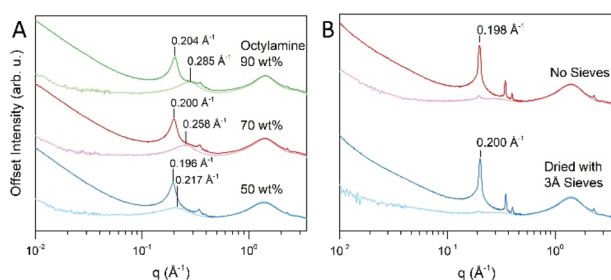 A
B
Offset Intensity (arb. u.)
0.204 Å⁻¹
Octylamine
0.285 Å⁻¹
90 wt%
0.200 Å⁻¹
0.258 Å⁻¹
70 wt%
0.196 Å⁻¹
0.217 Å⁻¹
50 wt%
10⁻² 10⁻¹ 10⁰
q (Å⁻¹)
0.198 Å⁻¹
No Sieves
0.200 Å⁻¹
Dried with
3Å Sieves
10⁻² 10⁻¹ 10⁰
q (Å⁻¹)